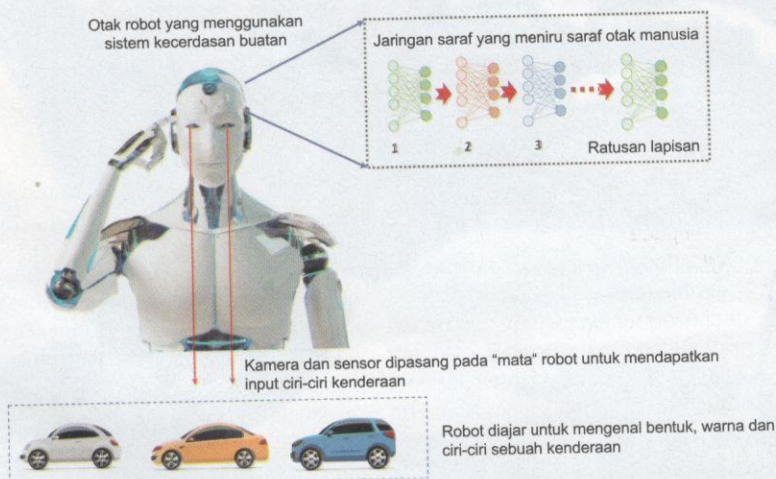 Otak robot yang menggunakan
sistem kecerdasan buatan
Jaringan saraf yang meniru saraf otak manusia
1 2 3 Ratusan lapisan
Kamera dan sensor dipasang pada "mata" robot untuk mendapatkan
input ciri-ciri kenderaan
Robot diajar untuk mengenal bentuk, warna dan
ciri-ciri sebuah kenderaan